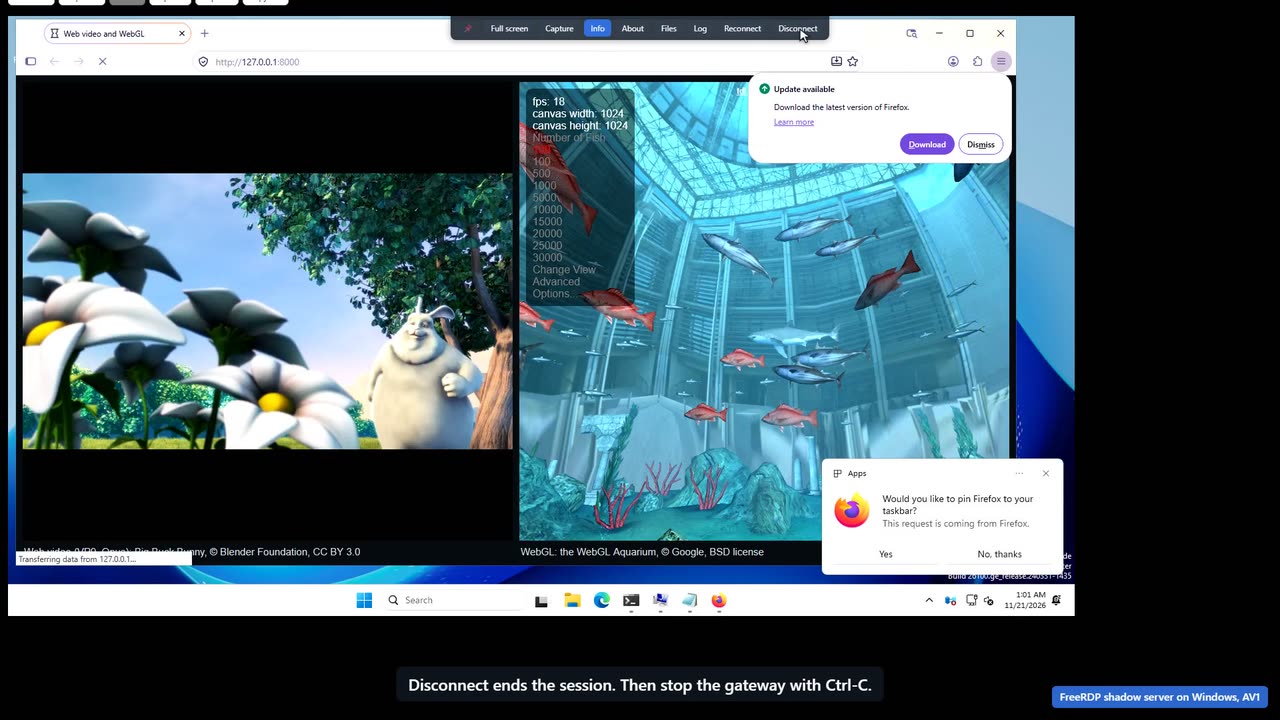 Web video and WebGL
Full screen
Capture
Info
About
Files
Log
Reconnect
Disconnect
http://127.0.0.1:8000
Update available
Download the latest version of Firefox.
Learn more
Download
Dismiss
fps: 18
canvas width: 1024
canvas height: 1024
Number of Fish
100
500
1000
5000
10000
15000
20000
25000
30000
Change View
Advanced
Options...
Apps
Would you like to pin Firefox to your
taskbar?
This request is coming from Firefox.
Yes
No, thanks
Web video (VP9, Opus): Big Buck Bunny, © Blender Foundation, CC BY 3.0
WebGL: the WebGL Aquarium, © Google, BSD license
Transferring data from 127.0.0.1...
Build 26100.ge_release.240331-1435
Search
1:01 AM
11/21/2026
Disconnect ends the session. Then stop the gateway with Ctrl-C.
FreeRDP shadow server on Windows, AV1